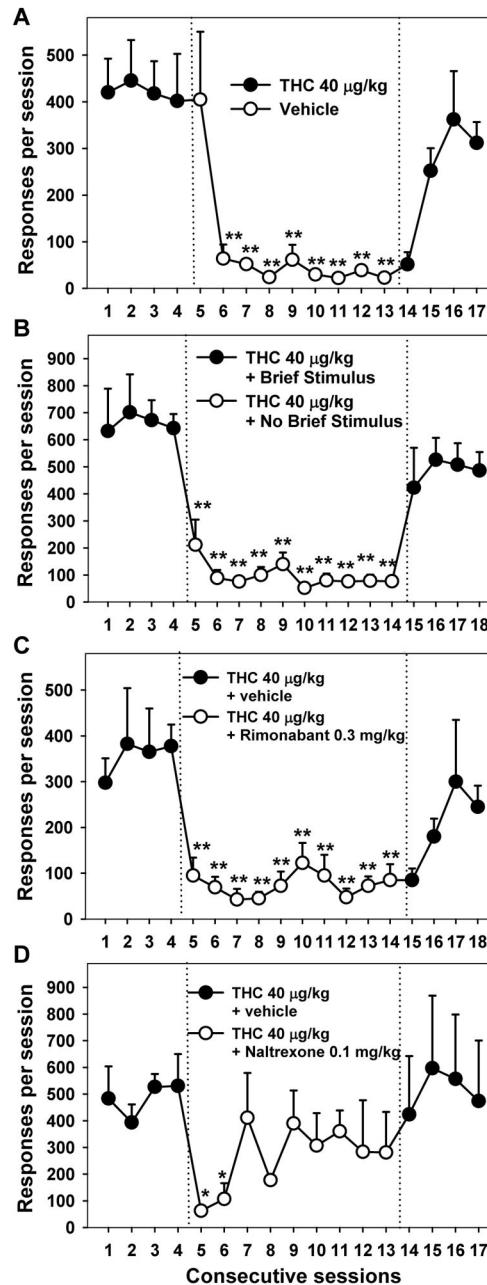 A
Responses per session
500
400
300
200
100
0
THC 40 μg/kg
Vehicle
** ** ** ** ** ** ** **
1 2 3 4 5 6 7 8 9 10 11 12 13 14 15 16 17
B
Responses per session
900
800
700
600
500
400
300
200
100
0
THC 40 μg/kg
+ Brief Stimulus
THC 40 μg/kg
+ No Brief Stimulus
** ** ** ** ** ** ** ** ** **
1 2 3 4 5 6 7 8 9 10 11 12 13 14 15 16 17 18
C
Responses per session
500
400
300
200
100
0
THC 40 μg/kg
+ vehicle
THC 40 μg/kg
+ Rimonabant 0.3 mg/kg
** ** ** ** ** ** ** ** ** **
1 2 3 4 5 6 7 8 9 10 11 12 13 14 15 16 17 18
D
Responses per session
900
800
700
600
500
400
300
200
100
0
THC 40 μg/kg
+ vehicle
THC 40 μg/kg
+ Naltrexone 0.1 mg/kg
* *
1 2 3 4 5 6 7 8 9 10 11 12 13 14 15 16 17
Consecutive sessions